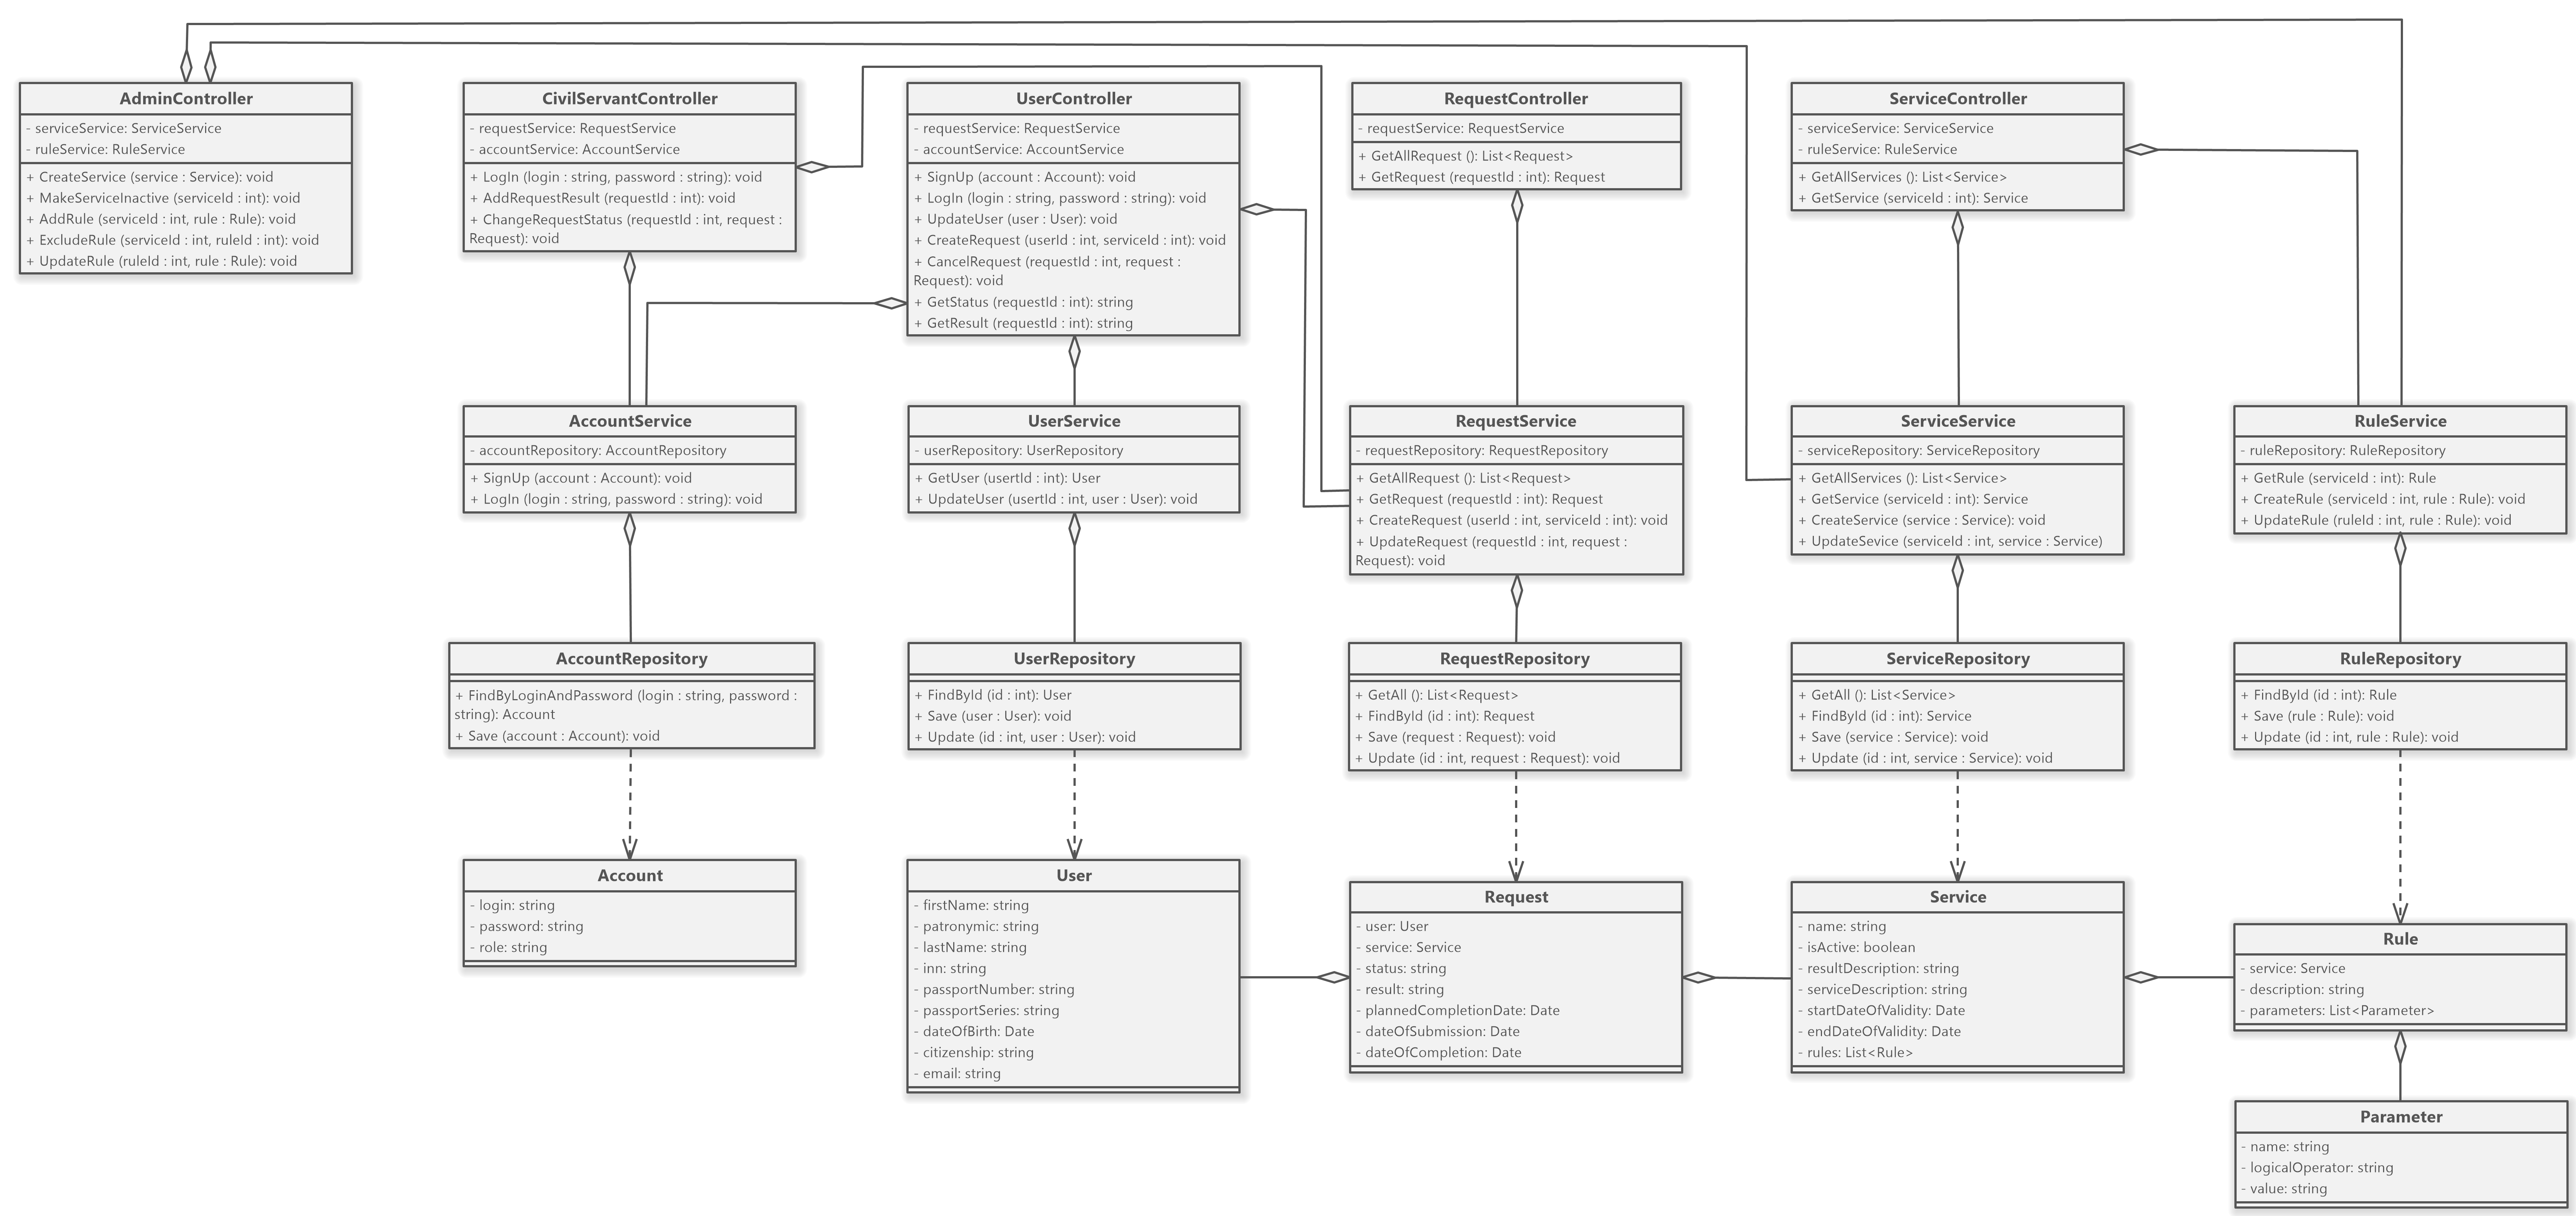 AdminController
- serviceService: ServiceService
- ruleService: RuleService
+ CreateService (service : Service): void
+ MakeServiceInactive (serviceId : int): void
+ AddRule (serviceId : int, rule : Rule): void
+ ExcludeRule (serviceId : int, ruleId : int): void
+ UpdateRule (ruleId : int, rule : Rule): void
CivilServantController
- requestService: RequestService
- accountService: AccountService
+ LogIn (login : string, password : string): void
+ AddRequestResult (requestId : int): void
+ ChangeRequestStatus (requestId : int, request :
Request): void
UserController
- requestService: RequestService
- accountService: AccountService
+ SignUp (account : Account): void
+ LogIn (login : string, password : string): void
+ UpdateUser (user : User): void
+ CreateRequest (userId : int, serviceId : int): void
+ CancelRequest (requestId : int, request :
Request): void
+ GetStatus (requestId : int): string
+ GetResult (requestId : int): string
RequestController
- requestService: RequestService
+ GetAllRequest (): List<Request>
+ GetRequest (requestId : int): Request
ServiceController
- serviceService: ServiceService
- ruleService: RuleService
+ GetAllServices (): List<Service>
+ GetService (serviceId : int): Service
AccountService
- accountRepository: AccountRepository
+ SignUp (account : Account): void
+ LogIn (login : string, password : string): void
UserService
- userRepository: UserRepository
+ GetUser (usertId : int): User
+ UpdateUser (usertId : int, user : User): void
RequestService
- requestRepository: RequestRepository
+ GetAllRequest (): List<Request>
+ GetRequest (requestId : int): Request
+ CreateRequest (userId : int, serviceId : int): void
+ UpdateRequest (requestId : int, request :
Request): void
ServiceService
- serviceRepository: ServiceRepository
+ GetAllServices (): List<Service>
+ GetService (serviceId : int): Service
+ CreateService (service : Service): void
+ UpdateSevice (serviceId : int, service : Service)
RuleService
- ruleRepository: RuleRepository
+ GetRule (serviceId : int): Rule
+ CreateRule (serviceId : int, rule : Rule): void
+ UpdateRule (ruleId : int, rule : Rule): void
AccountRepository
+ FindByLoginAndPassword (login : string, password :
string): Account
+ Save (account : Account): void
UserRepository
+ FindById (id : int): User
+ Save (user : User): void
+ Update (id : int, user : User): void
RequestRepository
+ GetAll (): List<Request>
+ FindById (id : int): Request
+ Save (request : Request): void
+ Update (id : int, request : Request): void
ServiceRepository
+ GetAll (): List<Service>
+ FindById (id : int): Service
+ Save (service : Service): void
+ Update (id : int, service : Service): void
RuleRepository
+ FindById (id : int): Rule
+ Save (rule : Rule): void
+ Update (id : int, rule : Rule): void
Account
- login: string
- password: string
- role: string
User
- firstName: string
- patronymic: string
- lastName: string
- inn: string
- passportNumber: string
- passportSeries: string
- dateOfBirth: Date
- citizenship: string
- email: string
Request
- user: User
- service: Service
- status: string
- result: string
- plannedCompletionDate: Date
- dateOfSubmission: Date
- dateOfCompletion: Date
Service
- name: string
- isActive: boolean
- resultDescription: string
- serviceDescription: string
- startDateOfValidity: Date
- endDateOfValidity: Date
- rules: List<Rule>
Rule
- service: Service
- description: string
- parameters: List<Parameter>
Parameter
- name: string
- logicalOperator: string
- value: string